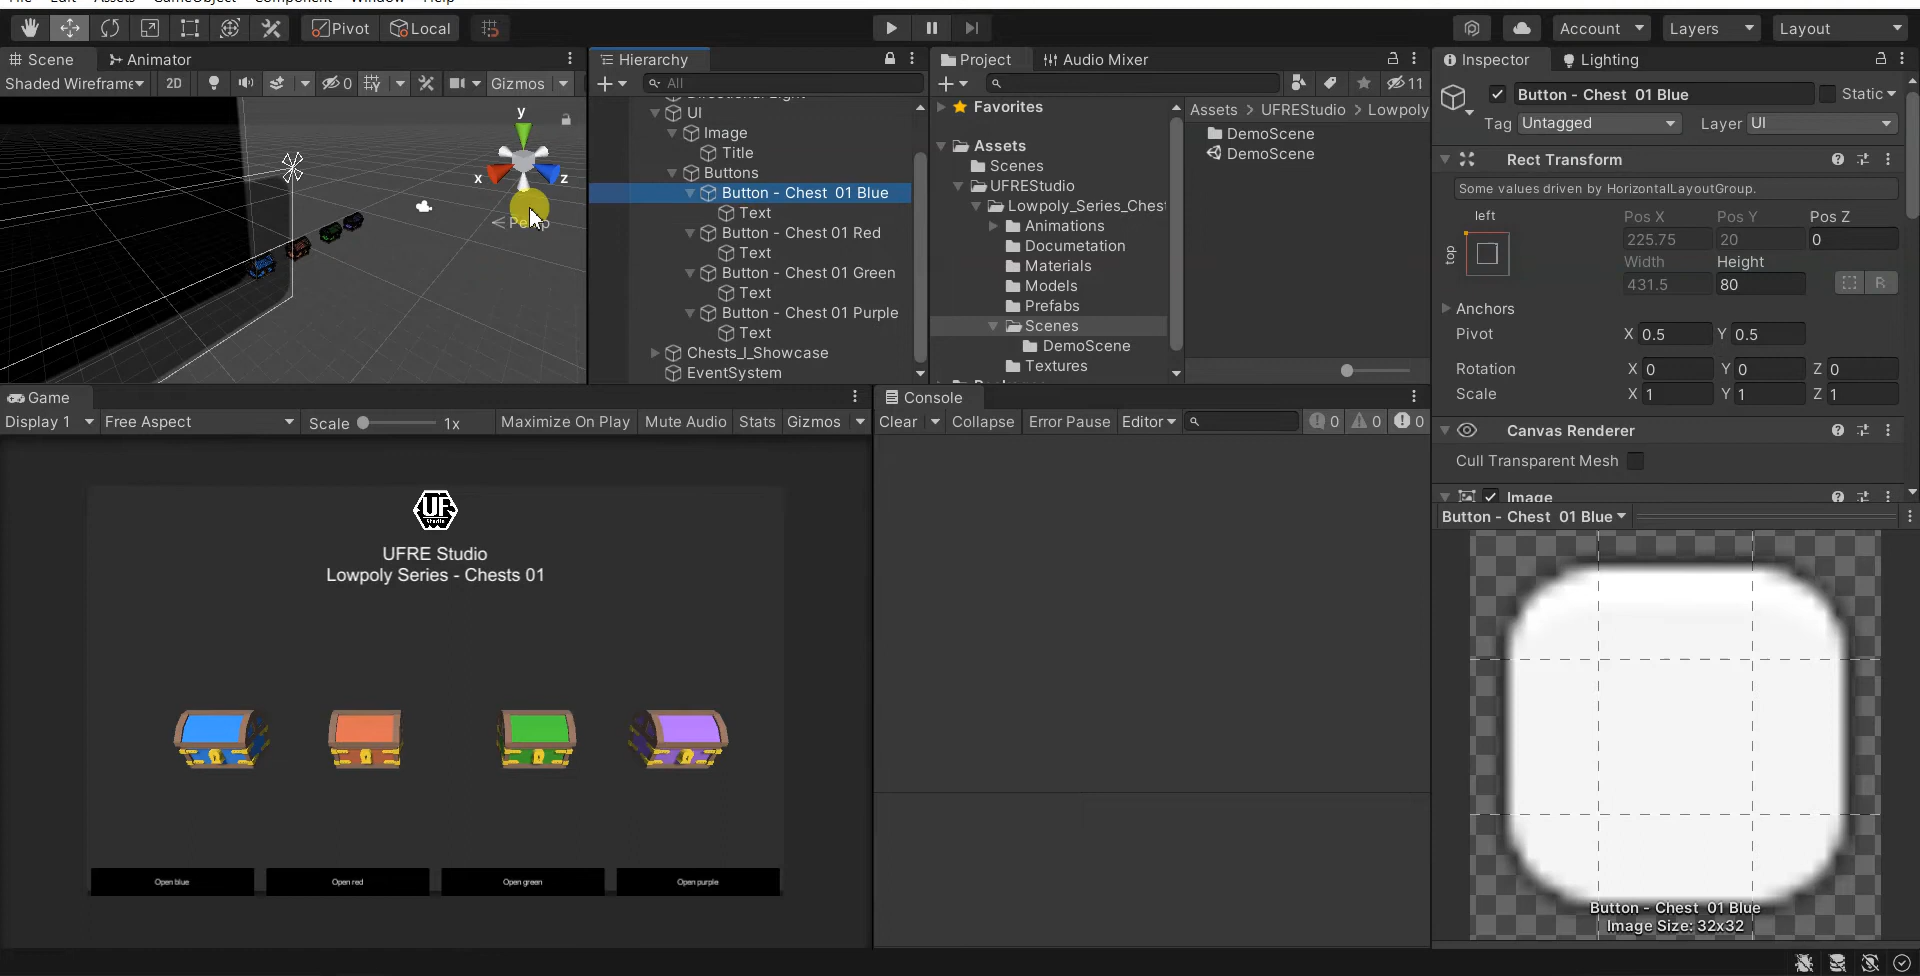 Pivot
Local
Account
Layers
Layout
Scene
Animator
Hierarchy
Project
Audio Mixer
Inspector
Lighting
Shaded Wireframe
2D
0
Gizmos
All
11
Button - Chest  01 Blue
Static
Tag
Untagged
Layer
UI
y
x
z
Persp
UI
Image
Title
Buttons
Button - Chest  01 Blue
Text
Button - Chest 01 Red
Text
Button - Chest 01 Green
Text
Button - Chest 01 Purple
Text
Chests_I_Showcase
EventSystem
Favorites
Assets
Scenes
UFREStudio
Lowpoly_Series_Chest
Animations
Documetation
Materials
Models
Prefabs
Scenes
DemoScene
Textures
Assets > UFREStudio > Lowpoly
DemoScene
DemoScene
Rect Transform
Some values driven by HorizontalLayoutGroup.
left
top
Pos X
Pos Y
Pos Z
225.75
20
0
Width
Height
431.5
80
R
Anchors
Pivot
X 0.5
Y 0.5
Rotation
X 0
Y 0
Z 0
Scale
X 1
Y 1
Z 1
Canvas Renderer
Cull Transparent Mesh
Image
Game
Display 1
Free Aspect
Scale
1x
Maximize On Play
Mute Audio
Stats
Gizmos
UF
Studio
UFRE Studio
Lowpoly Series - Chests 01
Open blue
Open red
Open green
Open purple
Console
Clear
Collapse
Error Pause
Editor
0
0
0
Button - Chest  01 Blue
Button - Chest  01 Blue
Image Size: 32x32